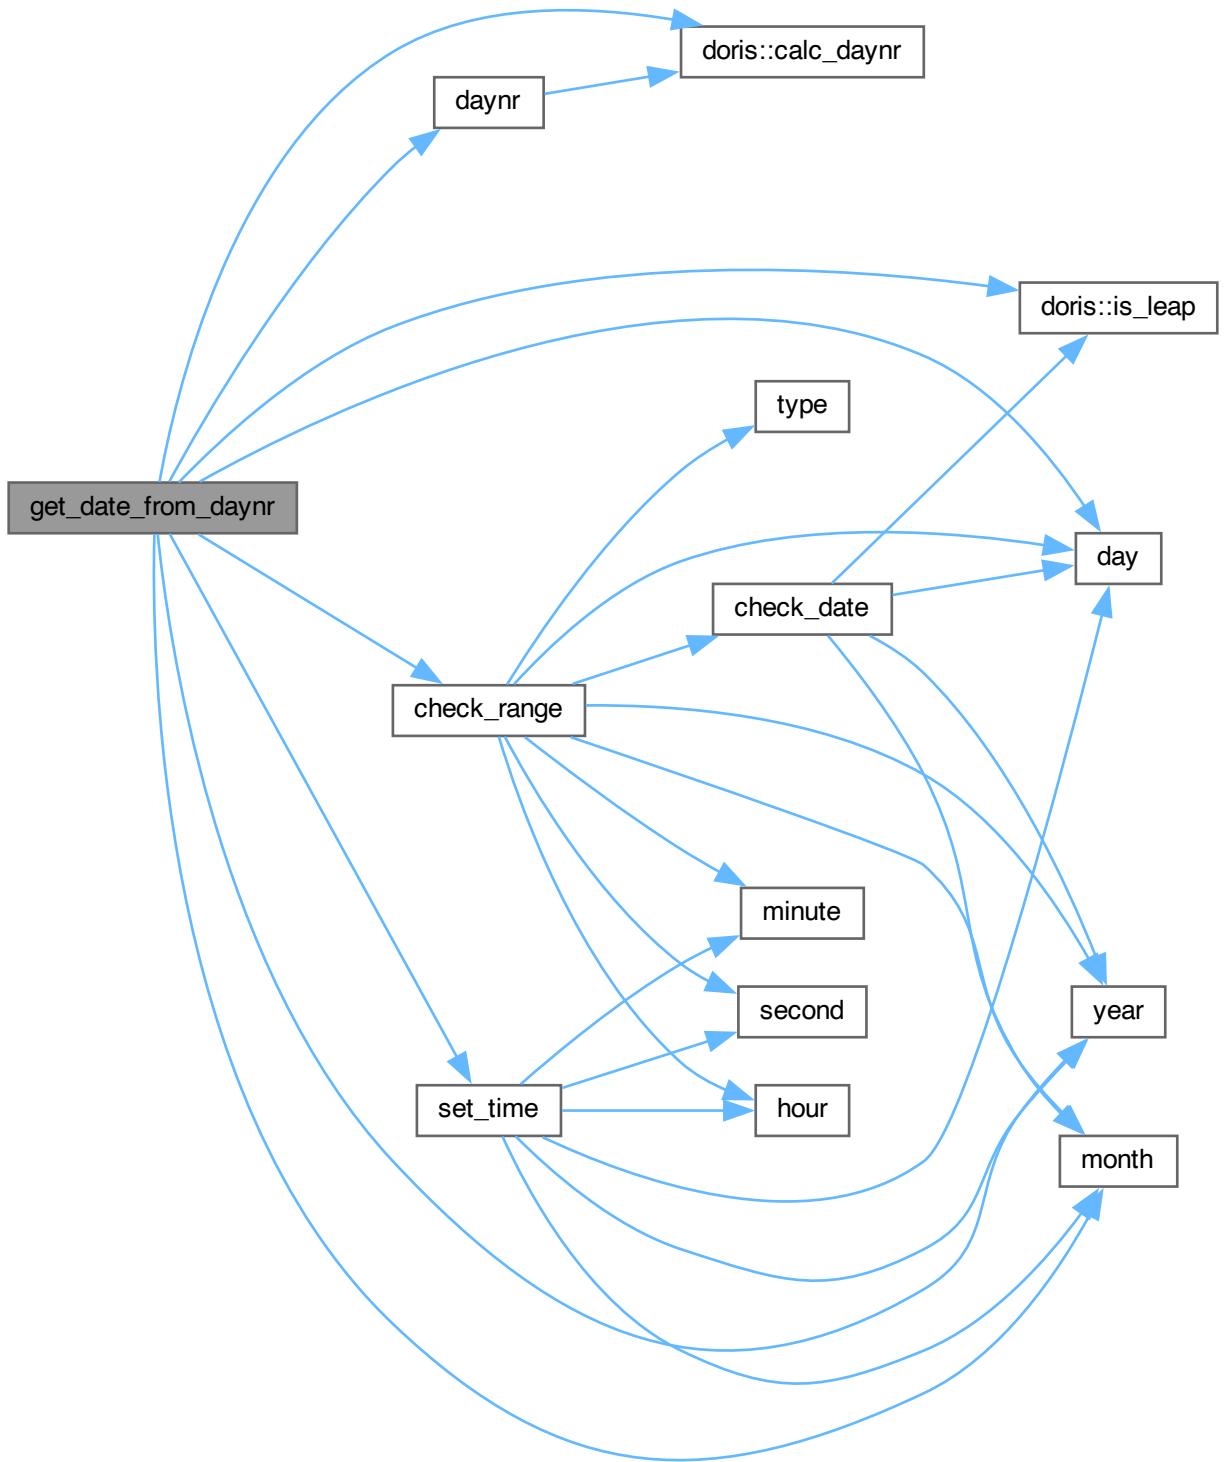 doris::calc_daynr
daynr
doris::is_leap
type
get_date_from_daynr
day
check_date
check_range
minute
second
year
set_time
hour
month